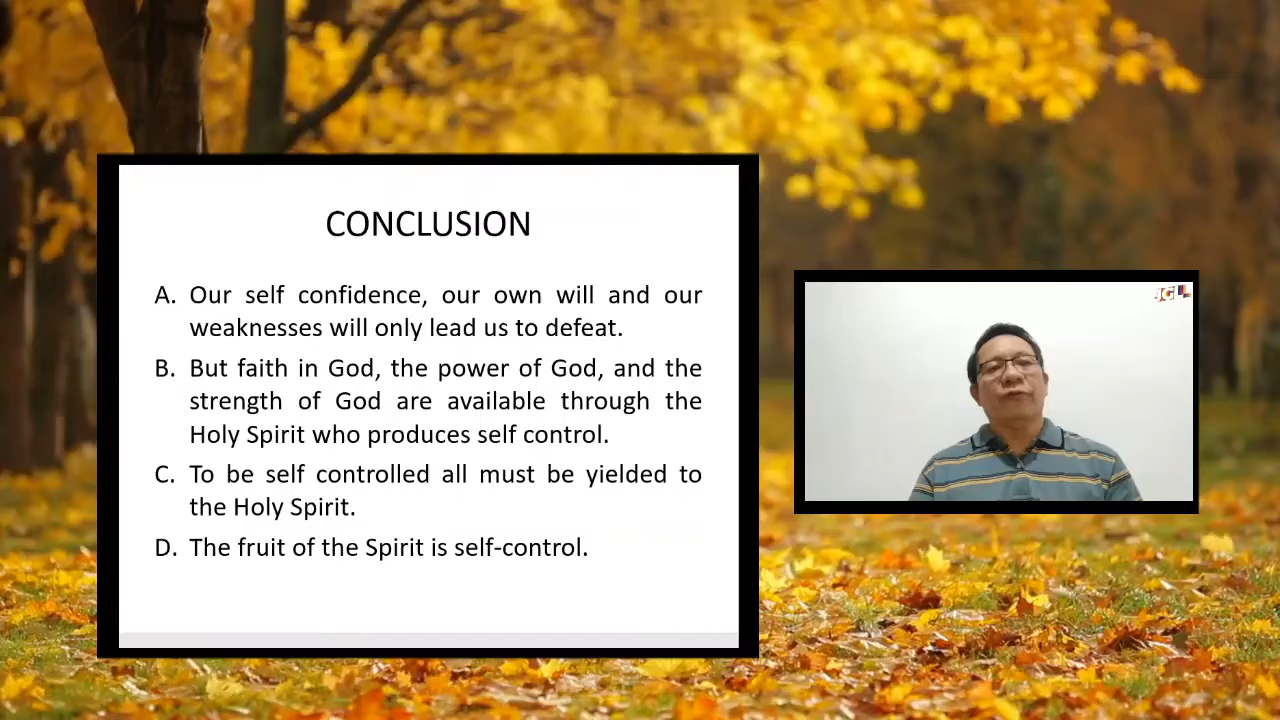 CONCLUSION
A. Our self confidence, our own will and our
weaknesses will only lead us to defeat.
B. But faith in God, the power of God, and the
strength of God are available through the
Holy Spirit who produces self control.
C. To be self controlled all must be yielded to
the Holy Spirit.
D. The fruit of the Spirit is self-control.